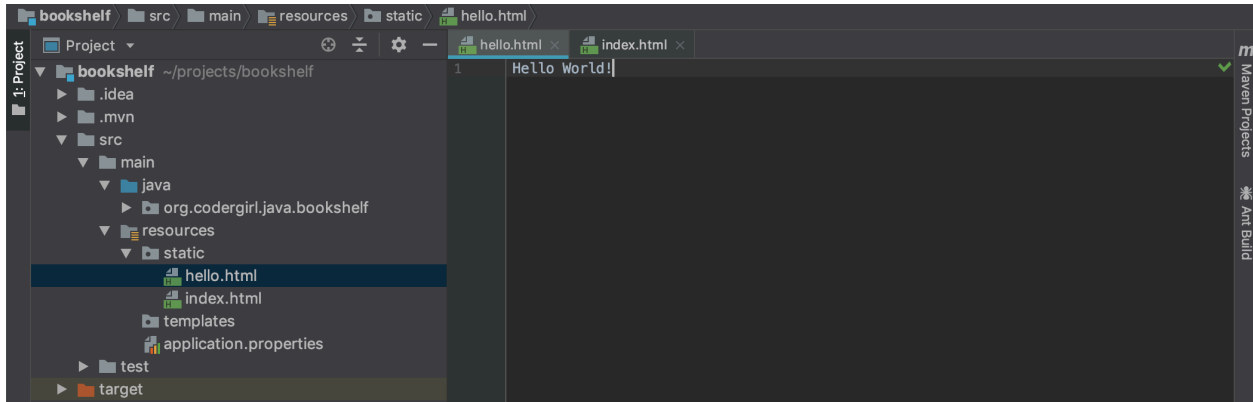 bookshelf src main resources static hello.html
1: Project
Project
hello.html index.html
bookshelf ~/projects/bookshelf
.idea
.mvn
src
main
java
org.codergirl.java.bookshelf
resources
static
hello.html
index.html
templates
application.properties
test
target
1 Hello World!
m Maven Projects
Ant Build